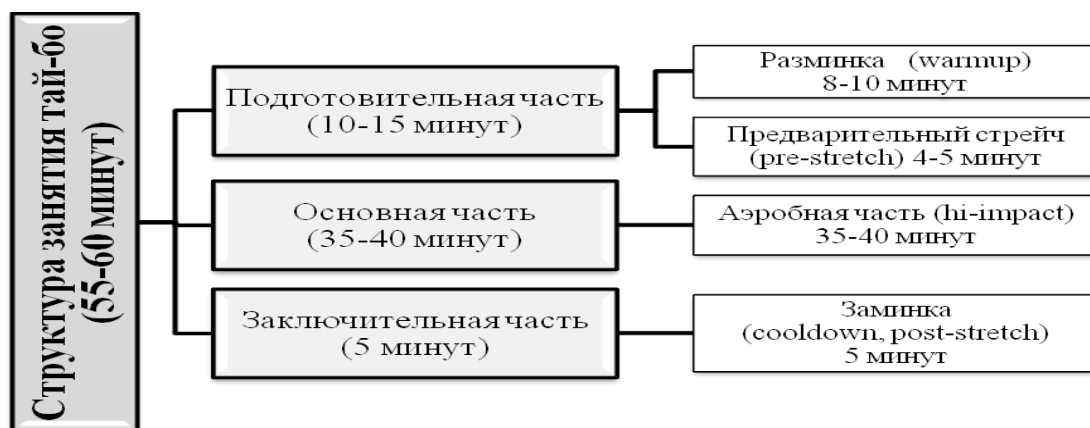 Структура занятия тай-бо
(55-60 минут)
Подготовительная часть
(10-15 минут)
Разминка (warmup)
8-10 минут
Предварительный стрейч
(pre-stretch) 4-5 минут
Основная часть
(35-40 минут)
Аэробная часть (hi-impact)
35-40 минут
Заключительная часть
(5 минут)
Заминка
(cooldown, post-stretch)
5 минут